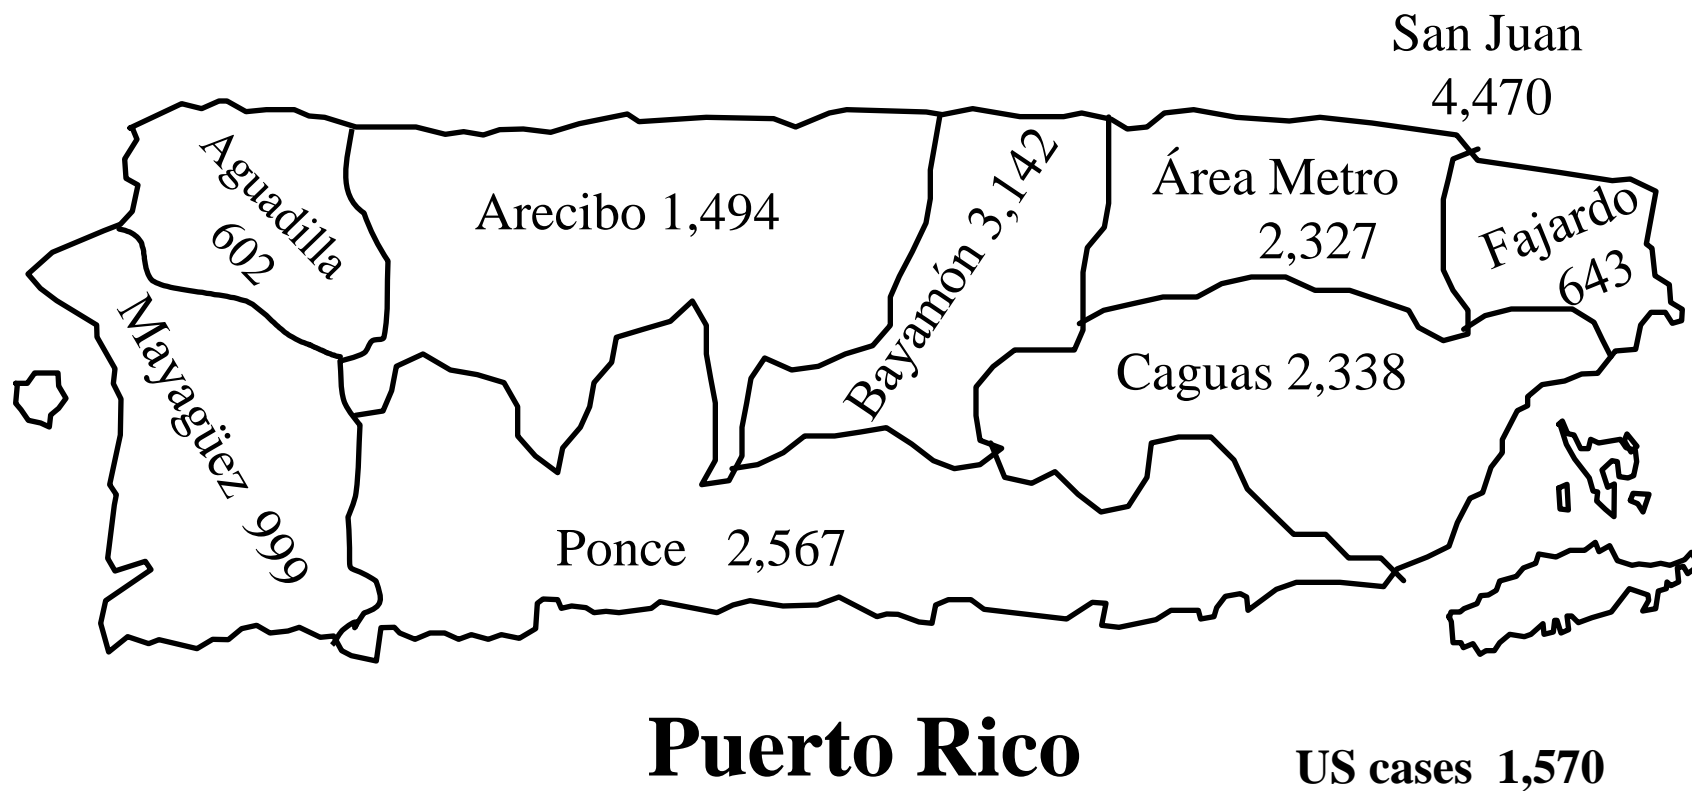 San Juan
4,470
Aguadilla
602
Arecibo 1,494
Bayamón 3,142
Área Metro
2,327
Fajardo
643
Mayagüez 999
Caguas 2,338
Ponce 2,567
Puerto Rico
US cases 1,570